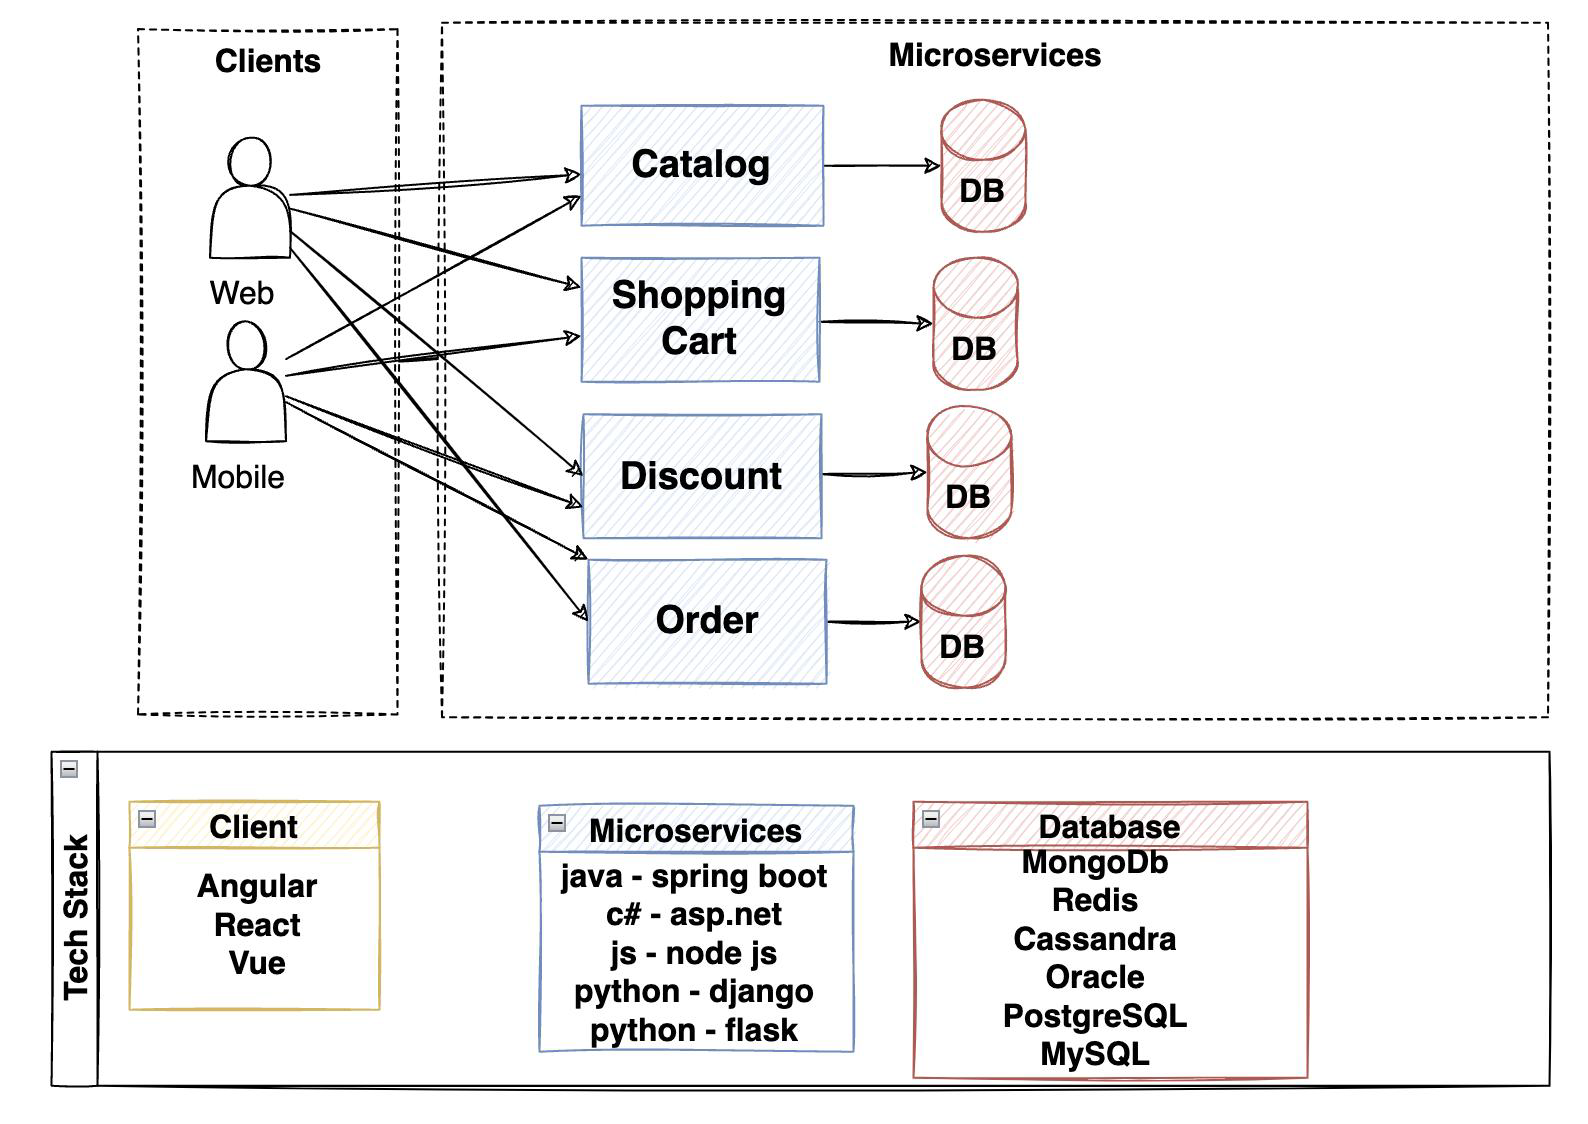 Clients
Microservices
Web
Mobile
Catalog
DB
Shopping
Cart
DB
Discount
DB
Order
DB
Tech Stack
Client
Angular
React
Vue
Microservices
java - spring boot
c# - asp.net
js - node js
python - django
python - flask
Database
MongoDb
Redis
Cassandra
Oracle
PostgreSQL
MySQL